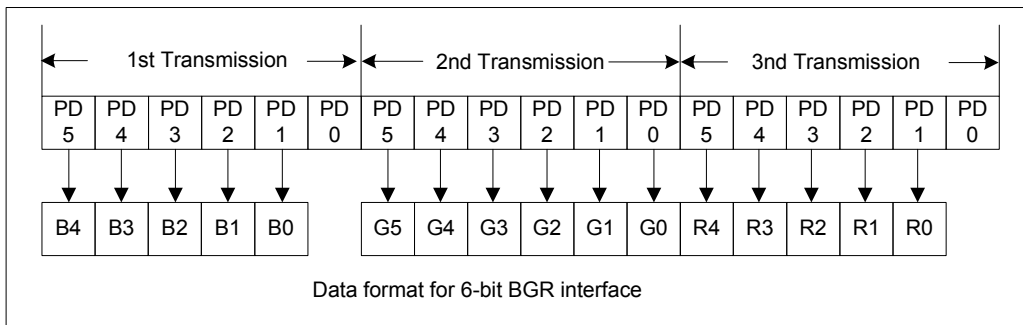 1st Transmission 2nd Transmission 3nd Transmission
PD 5 PD 4 PD 3 PD 2 PD 1 PD 0 PD 5 PD 4 PD 3 PD 2 PD 1 PD 0 PD 5 PD 4 PD 3 PD 2 PD 1 PD 0
B4 B3 B2 B1 B0 G5 G4 G3 G2 G1 G0 R4 R3 R2 R1 R0
Data format for 6-bit BGR interface